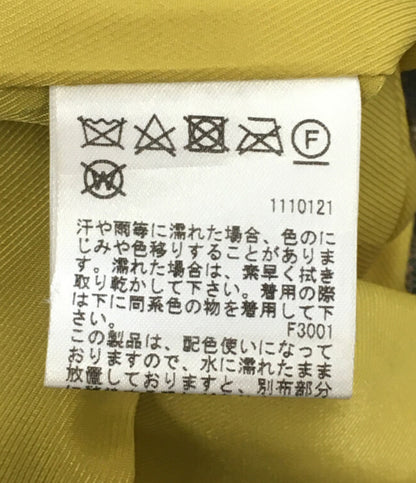 F
W
1110121
汗や雨等に濡れた場合、色のに
じみや色移りすることがありま
す。濡れた場合は、素早く拭き
取り乾かして下さい。着用の際
は下に同系色の物を着用して下
さい。 F3001
この製品は、配色使いになって
おりますので、水に濡れたまま
放置しておりますと、別布部分